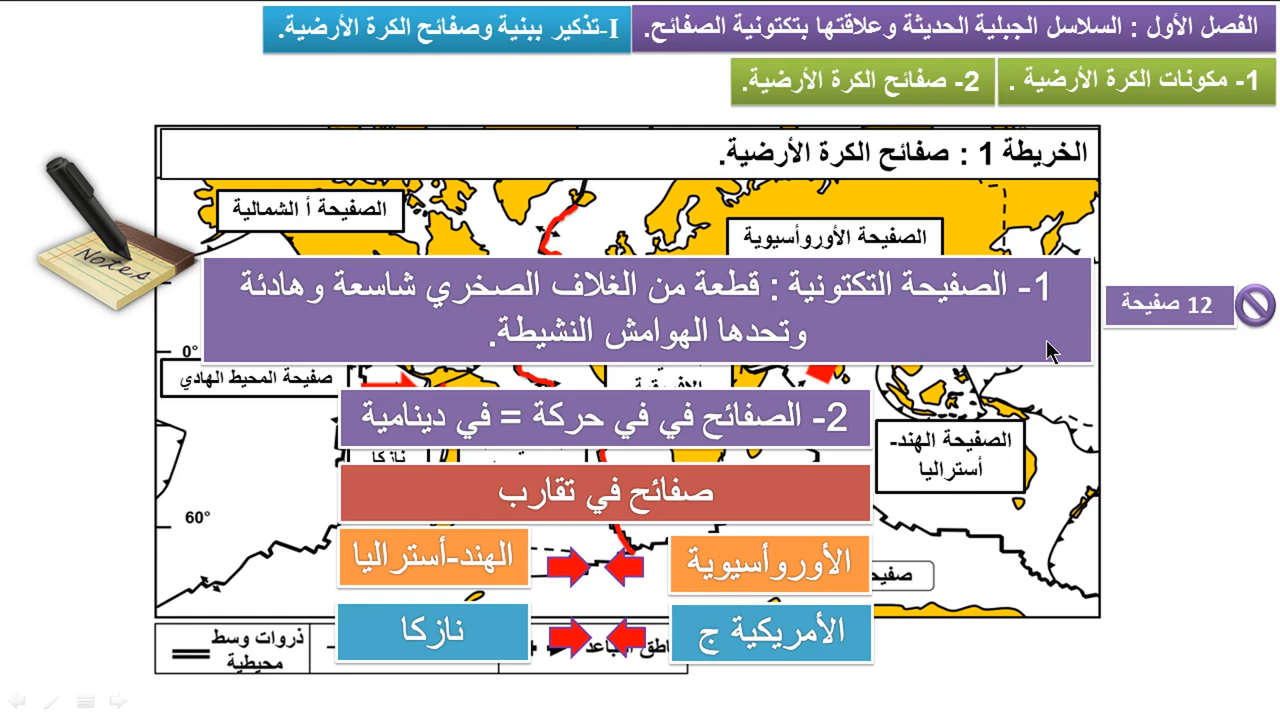 الفصل الأول : السلاسل الجبلية الحديثة وعلاقتها بتكتونية الصفائح.
I-تذكير ببنية وصفائح الكرة الأرضية.
1- مكونات الكرة الأرضية .
2- صفائح الكرة الأرضية.
الخريطة 1 : صفائح الكرة الأرضية.
Notes
الصفيحة أ الشمالية
الصفيحة الأوروأسيوية
1- الصفيحة التكتونية : قطعة من الغلاف الصخري شاسعة وهادئة
وتحدها الهوامش النشيطة.
12 صفيحة
0°
صفيحة المحيط الهادي
2- الصفائح في في حركة = في دينامية
الصفيحة الهند-
أستراليا
نازكا
صفائح في تقارب
60°
الأوروأسيوية
الهند-أستراليا
الأمريكية ج
نازكا
ذروات وسط
محيطية